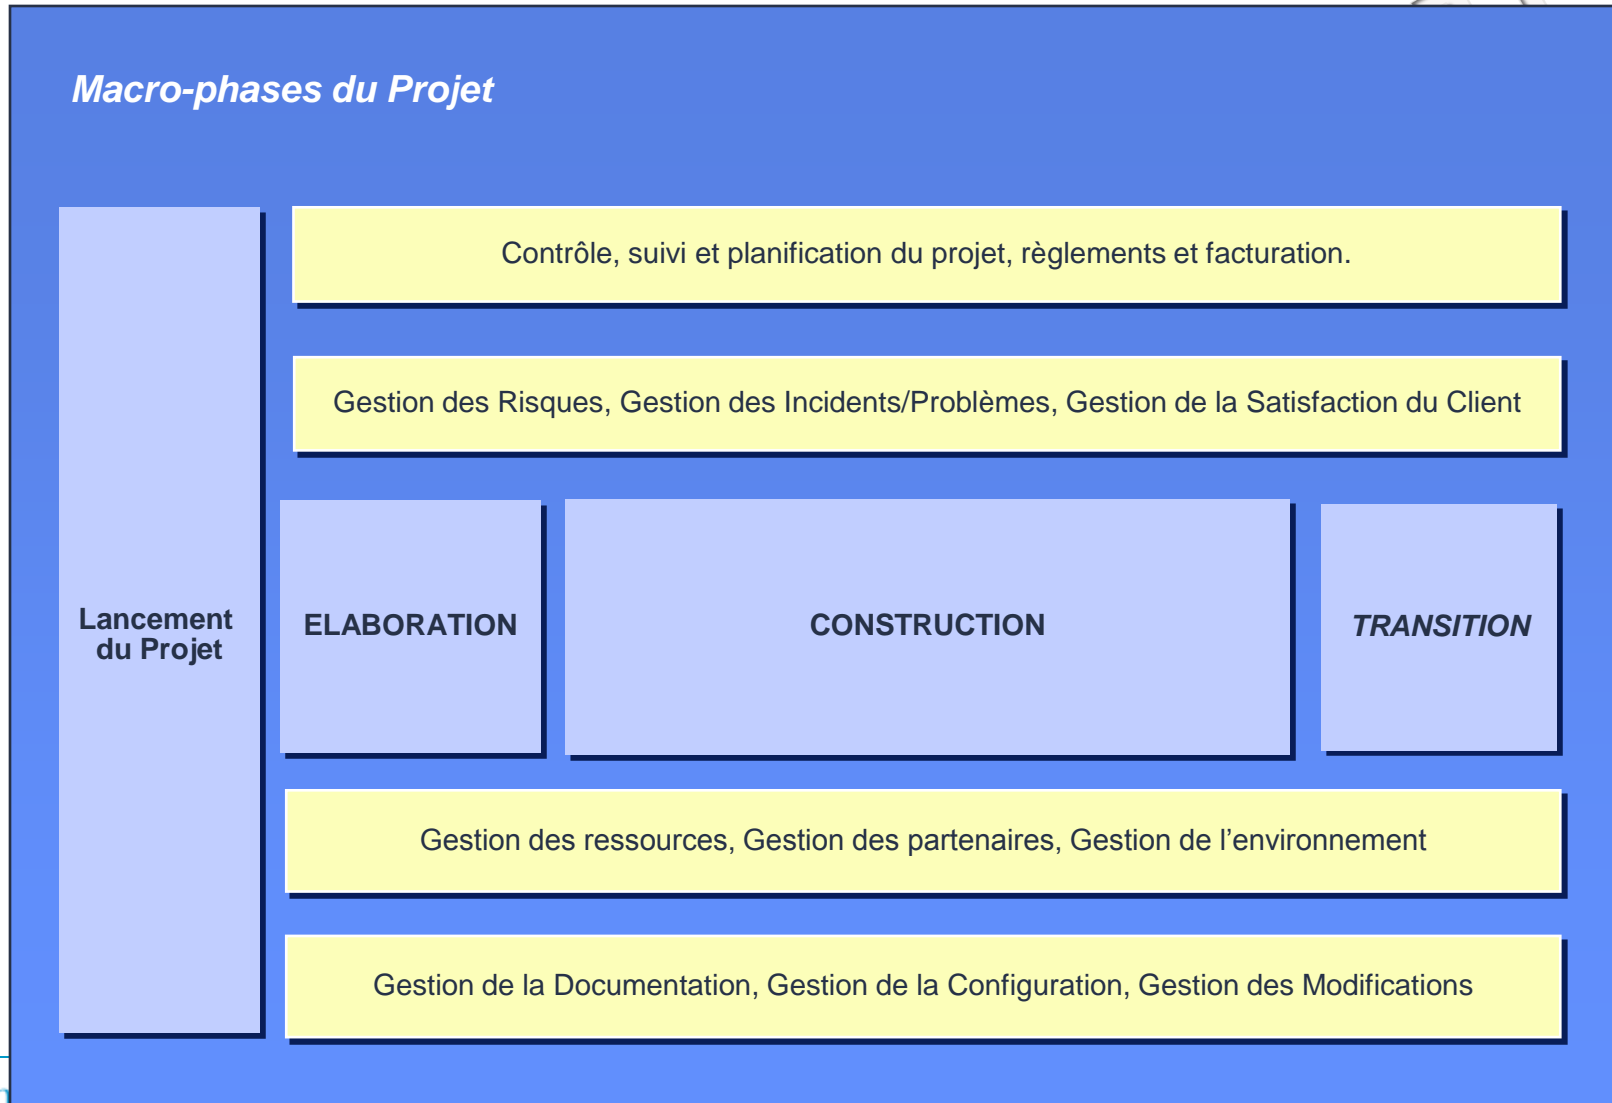 Macro-phases du Projet
Contrôle, suivi et planification du projet, règlements et facturation.
Gestion des Risques, Gestion des Incidents/Problèmes, Gestion de la Satisfaction du Client
Lancement
du Projet
ELABORATION
CONSTRUCTION
TRANSITION
Gestion des ressources, Gestion des partenaires, Gestion de l’environnement
Gestion de la Documentation, Gestion de la Configuration, Gestion des Modifications